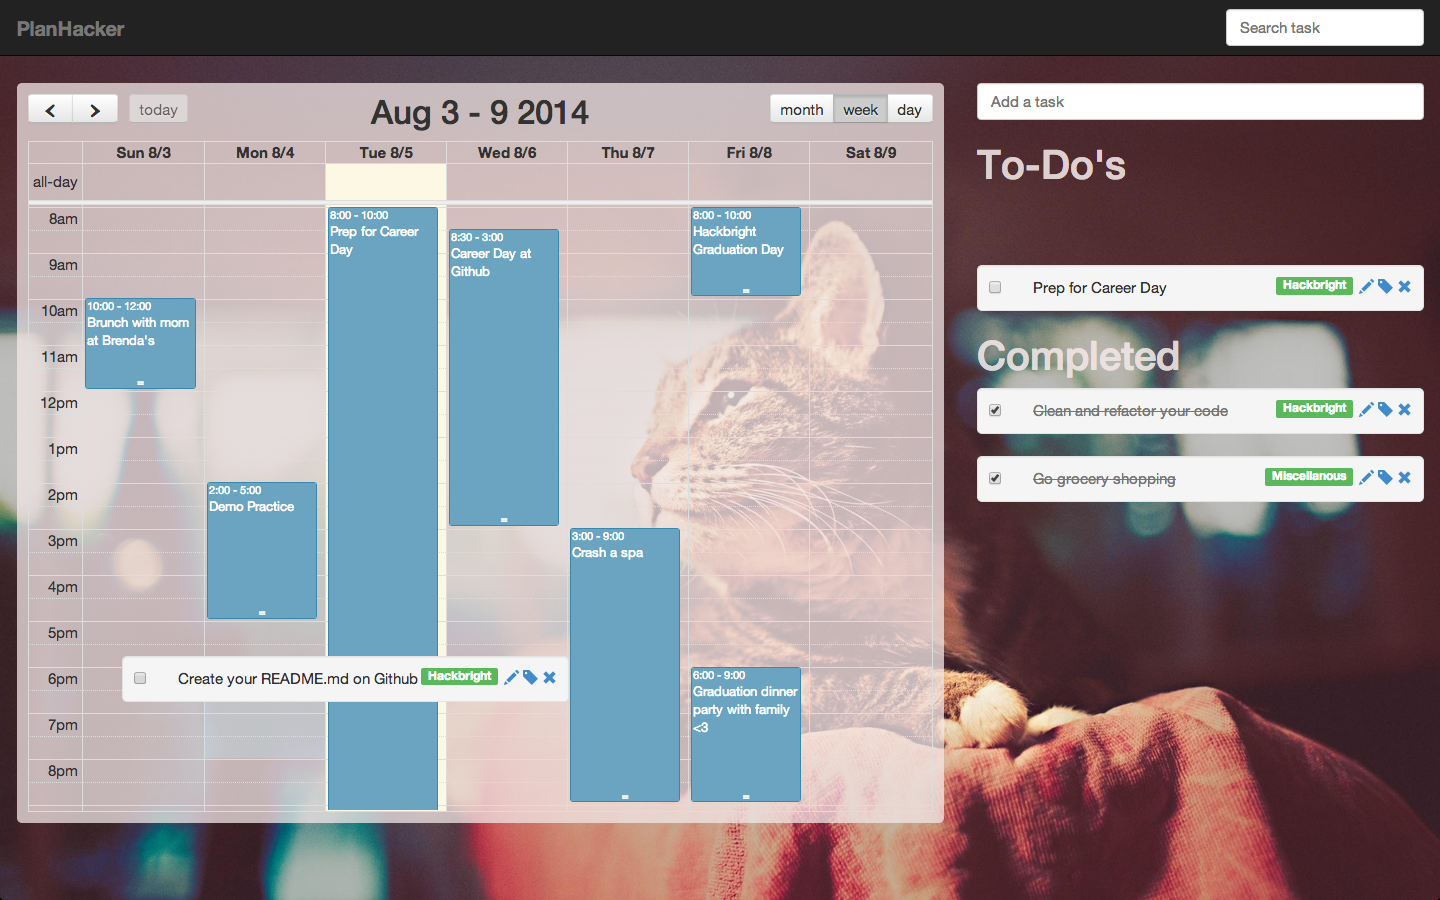 PlanHacker
Search task
today
Aug 3 - 9 2014
month week day
Add a task
Sun 8/3 Mon 8/4 Tue 8/5 Wed 8/6 Thu 8/7 Fri 8/8 Sat 8/9
all-day
8am
9am
10am
11am
12pm
1pm
2pm
3pm
4pm
5pm
6pm
7pm
8pm
10:00 - 12:00
Brunch with mom
at Brenda's
2:00 - 5:00
Demo Practice
8:00 - 10:00
Prep for Career
Day
8:30 - 3:00
Career Day at
Github
3:00 - 9:00
Crash a spa
8:00 - 10:00
Hackbright
Graduation Day
6:00 - 9:00
Graduation dinner
party with family
<3
Create your README.md on Github Hackbright
To-Do's
Prep for Career Day Hackbright
Completed
Clean and refactor your code Hackbright
Go grocery shopping Miscellanous